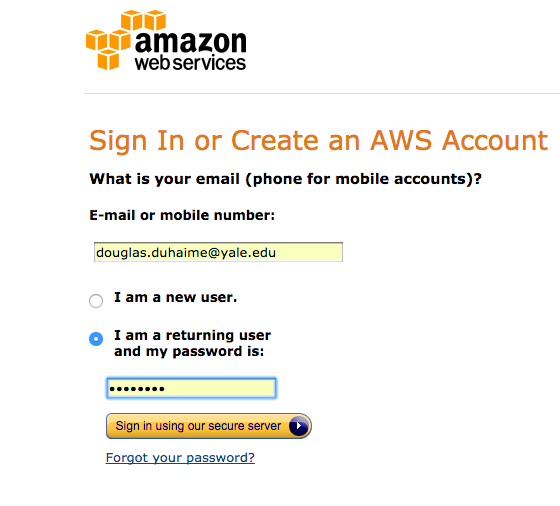 amazon
webservices
Sign In or Create an AWS Account
What is your email (phone for mobile accounts)?
E-mail or mobile number:
douglas.duhaime@yale.edu
I am a new user.
I am a returning user
and my password is:
••••••••
Sign in using our secure server
Forgot your password?